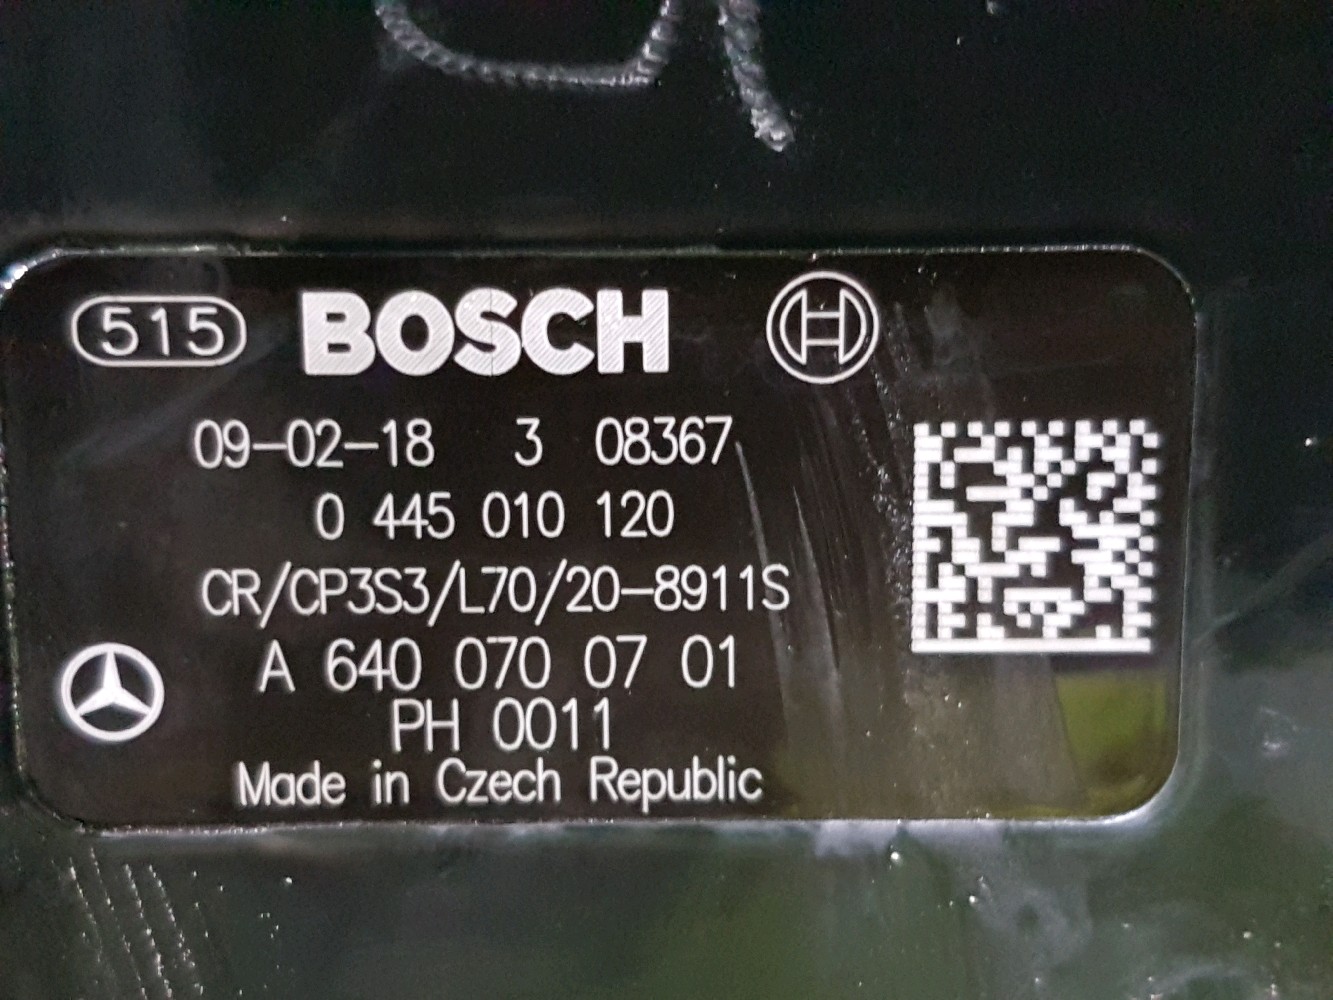 515 BOSCH
09-02-18 3 08367
0 445 010 120
CR/CP3S3/L70/20-8911S
A 640 070 07 01
PH 0011
Made in Czech Republic